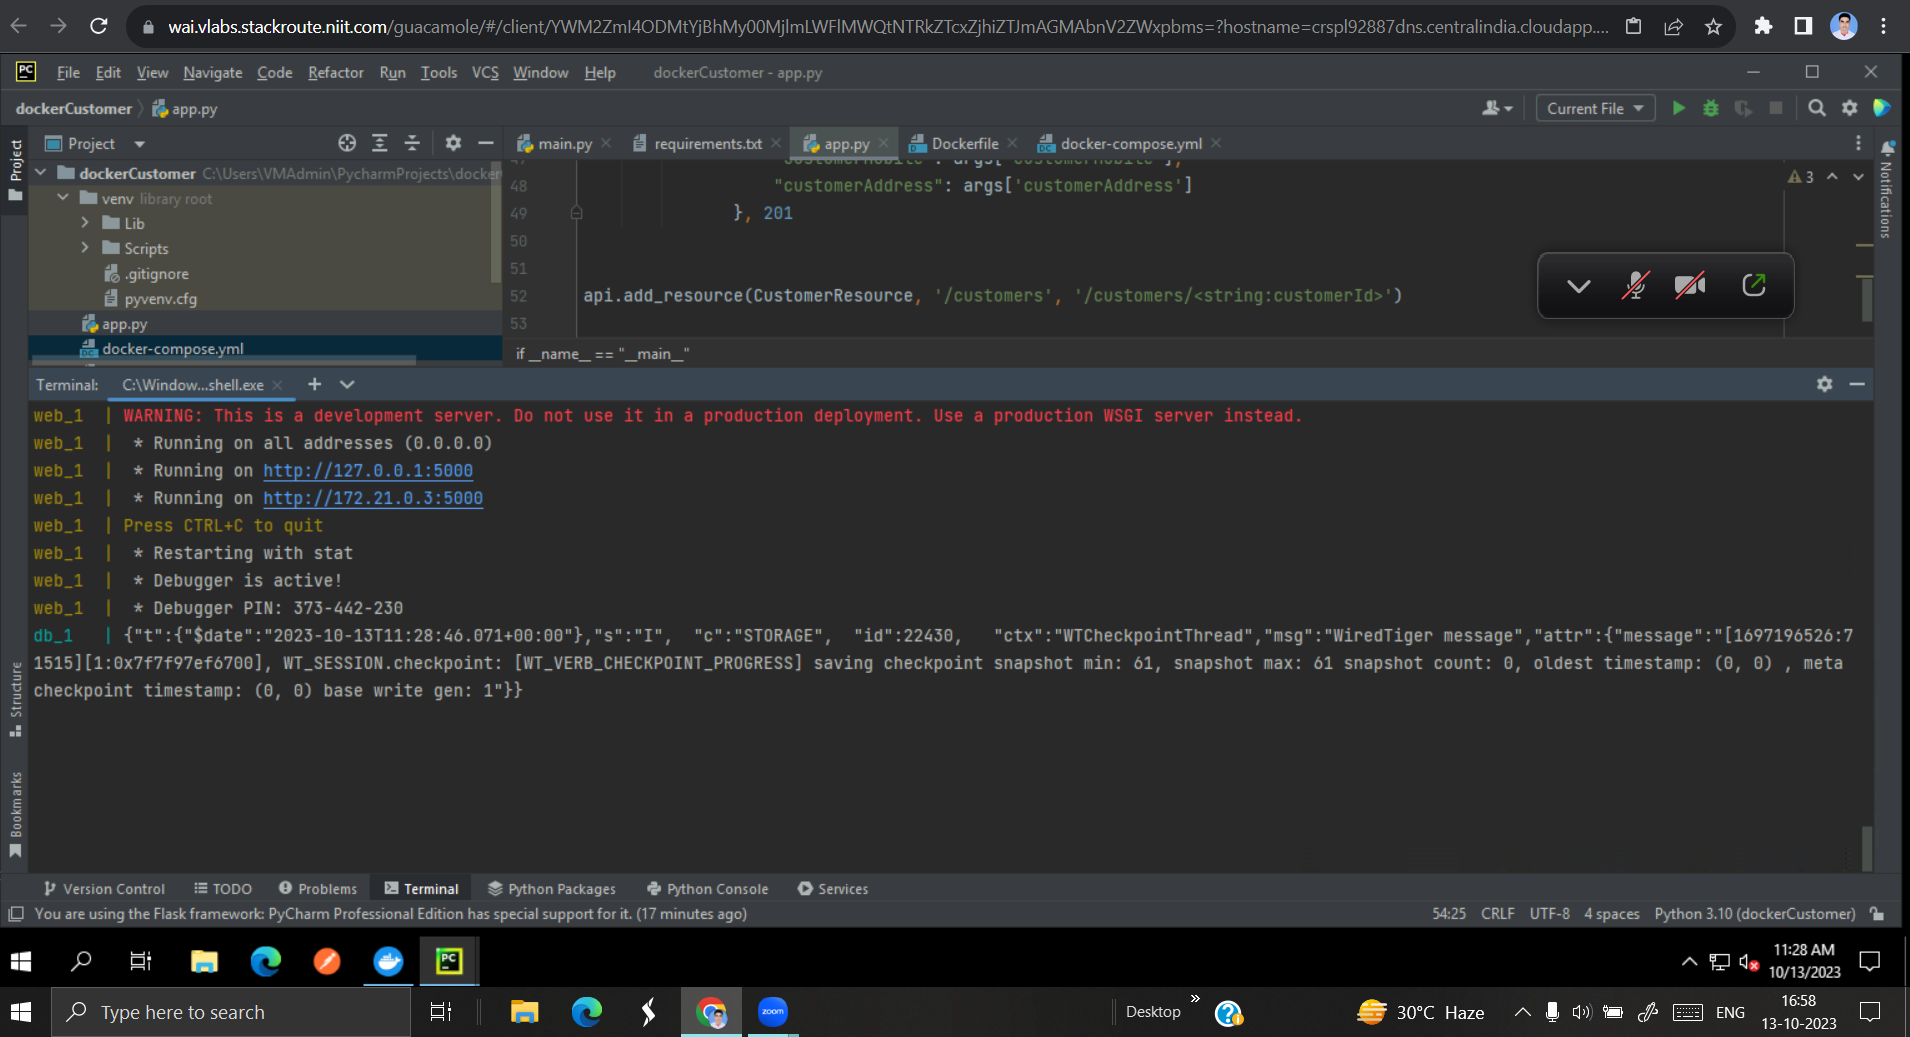 wai.vlabs.stackroute.niit.com/guacamole/#/client/YWM2ZmI4ODMtYjBhMy00MjlmLWFlMWQtNTRkZTcxZjhiZTJmAGMAbnV2ZWxpbms=?hostname=crspl92887dns.centralindia.cloudapp....
PC File Edit View Navigate Code Refactor Run Tools VCS Window Help dockerCustomer - app.py
dockerCustomer app.py Current File
Project main.py requirements.txt app.py Dockerfile docker-compose.yml
dockerCustomer C:\Users\VMAdmin\PycharmProjects\docker
venv library root
Lib
Scripts
.gitignore
pyvenv.cfg
app.py
docker-compose.yml
47 "customerMobile": args['customerMobile'],
48 "customerAddress": args['customerAddress']
49 }, 201
50
51
52 api.add_resource(CustomerResource, '/customers', '/customers/<string:customerId>')
53
3
if __name__ == "__main__"
Project
Notifications
Structure
Bookmarks
Terminal: C:\Window...shell.exe
web_1 | WARNING: This is a development server. Do not use it in a production deployment. Use a production WSGI server instead.
web_1 | * Running on all addresses (0.0.0.0)
web_1 | * Running on http://127.0.0.1:5000
web_1 | * Running on http://172.21.0.3:5000
web_1 | Press CTRL+C to quit
web_1 | * Restarting with stat
web_1 | * Debugger is active!
web_1 | * Debugger PIN: 373-442-230
db_1 | {"t":{"$date":"2023-10-13T11:28:46.071+00:00"},"s":"I", "c":"STORAGE", "id":22430, "ctx":"WTCheckpointThread","msg":"WiredTiger message","attr":{"message":"[1697196526:7
1515][1:0x7f7f97ef6700], WT_SESSION.checkpoint: [WT_VERB_CHECKPOINT_PROGRESS] saving checkpoint snapshot min: 61, snapshot max: 61 snapshot count: 0, oldest timestamp: (0, 0) , meta
checkpoint timestamp: (0, 0) base write gen: 1"}}
Version Control TODO Problems Terminal Python Packages Python Console Services
You are using the Flask framework: PyCharm Professional Edition has special support for it. (17 minutes ago) 54:25 CRLF UTF-8 4 spaces Python 3.10 (dockerCustomer)
PC
11:28 AM
10/13/2023
Type here to search zoom Desktop 30°C Haze ENG
16:58
13-10-2023